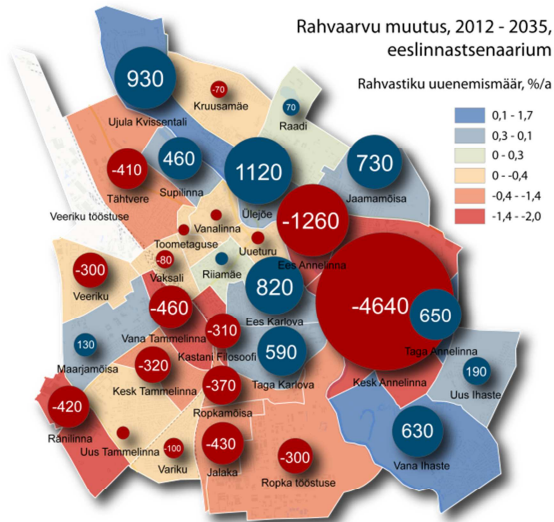 Rahvaarvu muutus, 2012 - 2035,
eeslinnastsenaarium
Rahvastiku uuenemismäär, %/a
0,1 - 1,7
0,3 - 0,1
0 - 0,3
0 - -0,4
-0,4 - -1,4
-1,4 - -2,0
930
Ujula Kvissentali
-70
Kruusamäe
70
Raadi
-410
Tähtvere
460
Supilinna
1120
Ülejõe
730
Jaamamõisa
Veeriku tööstuse
-1260
Ees Annelinna
Vanalinna
Toometaguse
Uueturu
-80
Vaksali
Riiamäe
-300
Veeriku
820
Ees Karlova
-4640
Kesk Annelinna
650
Taga Annelinna
-460
Vana Tammelinna
-310
Kastani Filosoofi
130
Maarjamõisa
590
Taga Karlova
-320
Kesk Tammelinna
190
Uus Ihaste
-370
Ropkamõisa
-420
Ränilinna
Uus Tammelinna
-100
Variku
-430
Jalaka
-300
Ropka tööstuse
630
Vana Ihaste